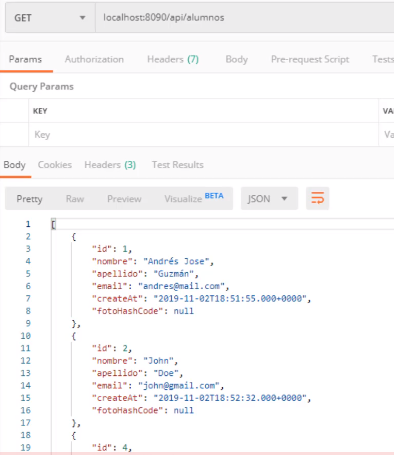 GET localhost:8090/api/alumnos
Params Authorization Headers (7) Body Pre-request Script Tests
Query Params
KEY VA
Key Va
Body Cookies Headers (3) Test Results
Pretty Raw Preview Visualize BETA JSON
1 [
2 {
3 "id": 1,
4 "nombre": "Andrés Jose",
5 "apellido": "Guzmán",
6 "email": "andres@mail.com",
7 "createAt": "2019-11-02T18:51:55.000+0000",
8 "fotoHashCode": null
9 },
10 {
11 "id": 2,
12 "nombre": "John",
13 "apellido": "Doe",
14 "email": "john@gmail.com",
15 "createAt": "2019-11-02T18:52:32.000+0000",
16 "fotoHashCode": null
17 },
18 {
19 "id": 4,